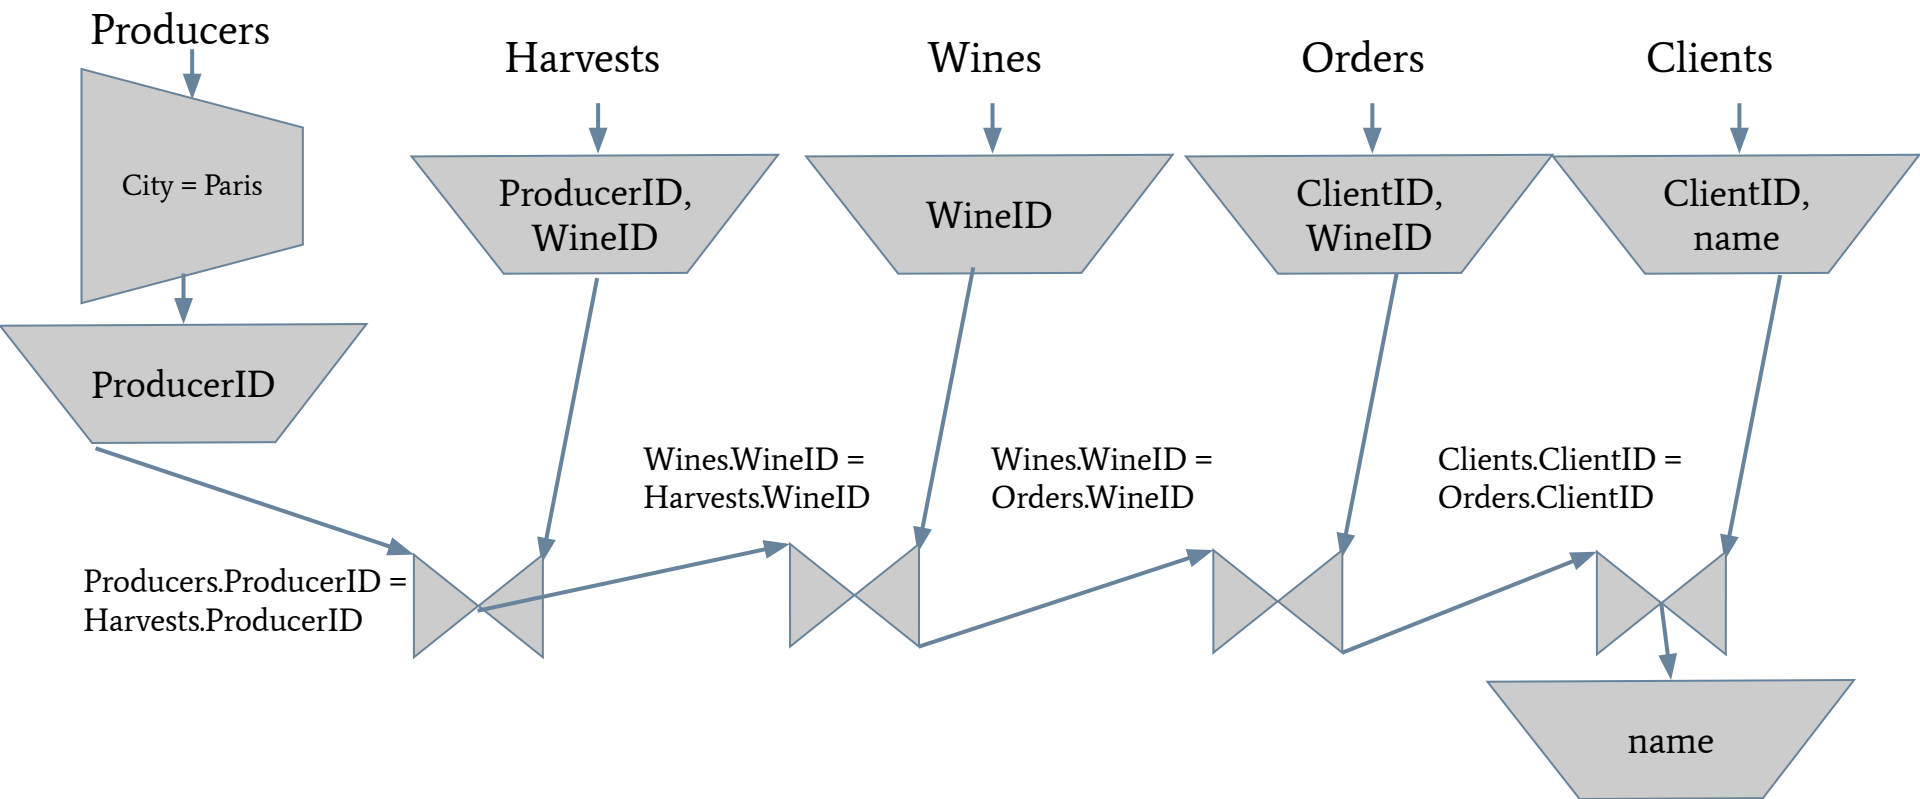 Producers
Harvests
Wines
Orders
Clients
City = Paris
ProducerID,
WineID
WineID
ClientID,
WineID
ClientID,
name
ProducerID
Wines.WineID =
Harvests.WineID
Wines.WineID =
Orders.WineID
Clients.ClientID =
Orders.ClientID
Producers.ProducerID =
Harvests.ProducerID
name